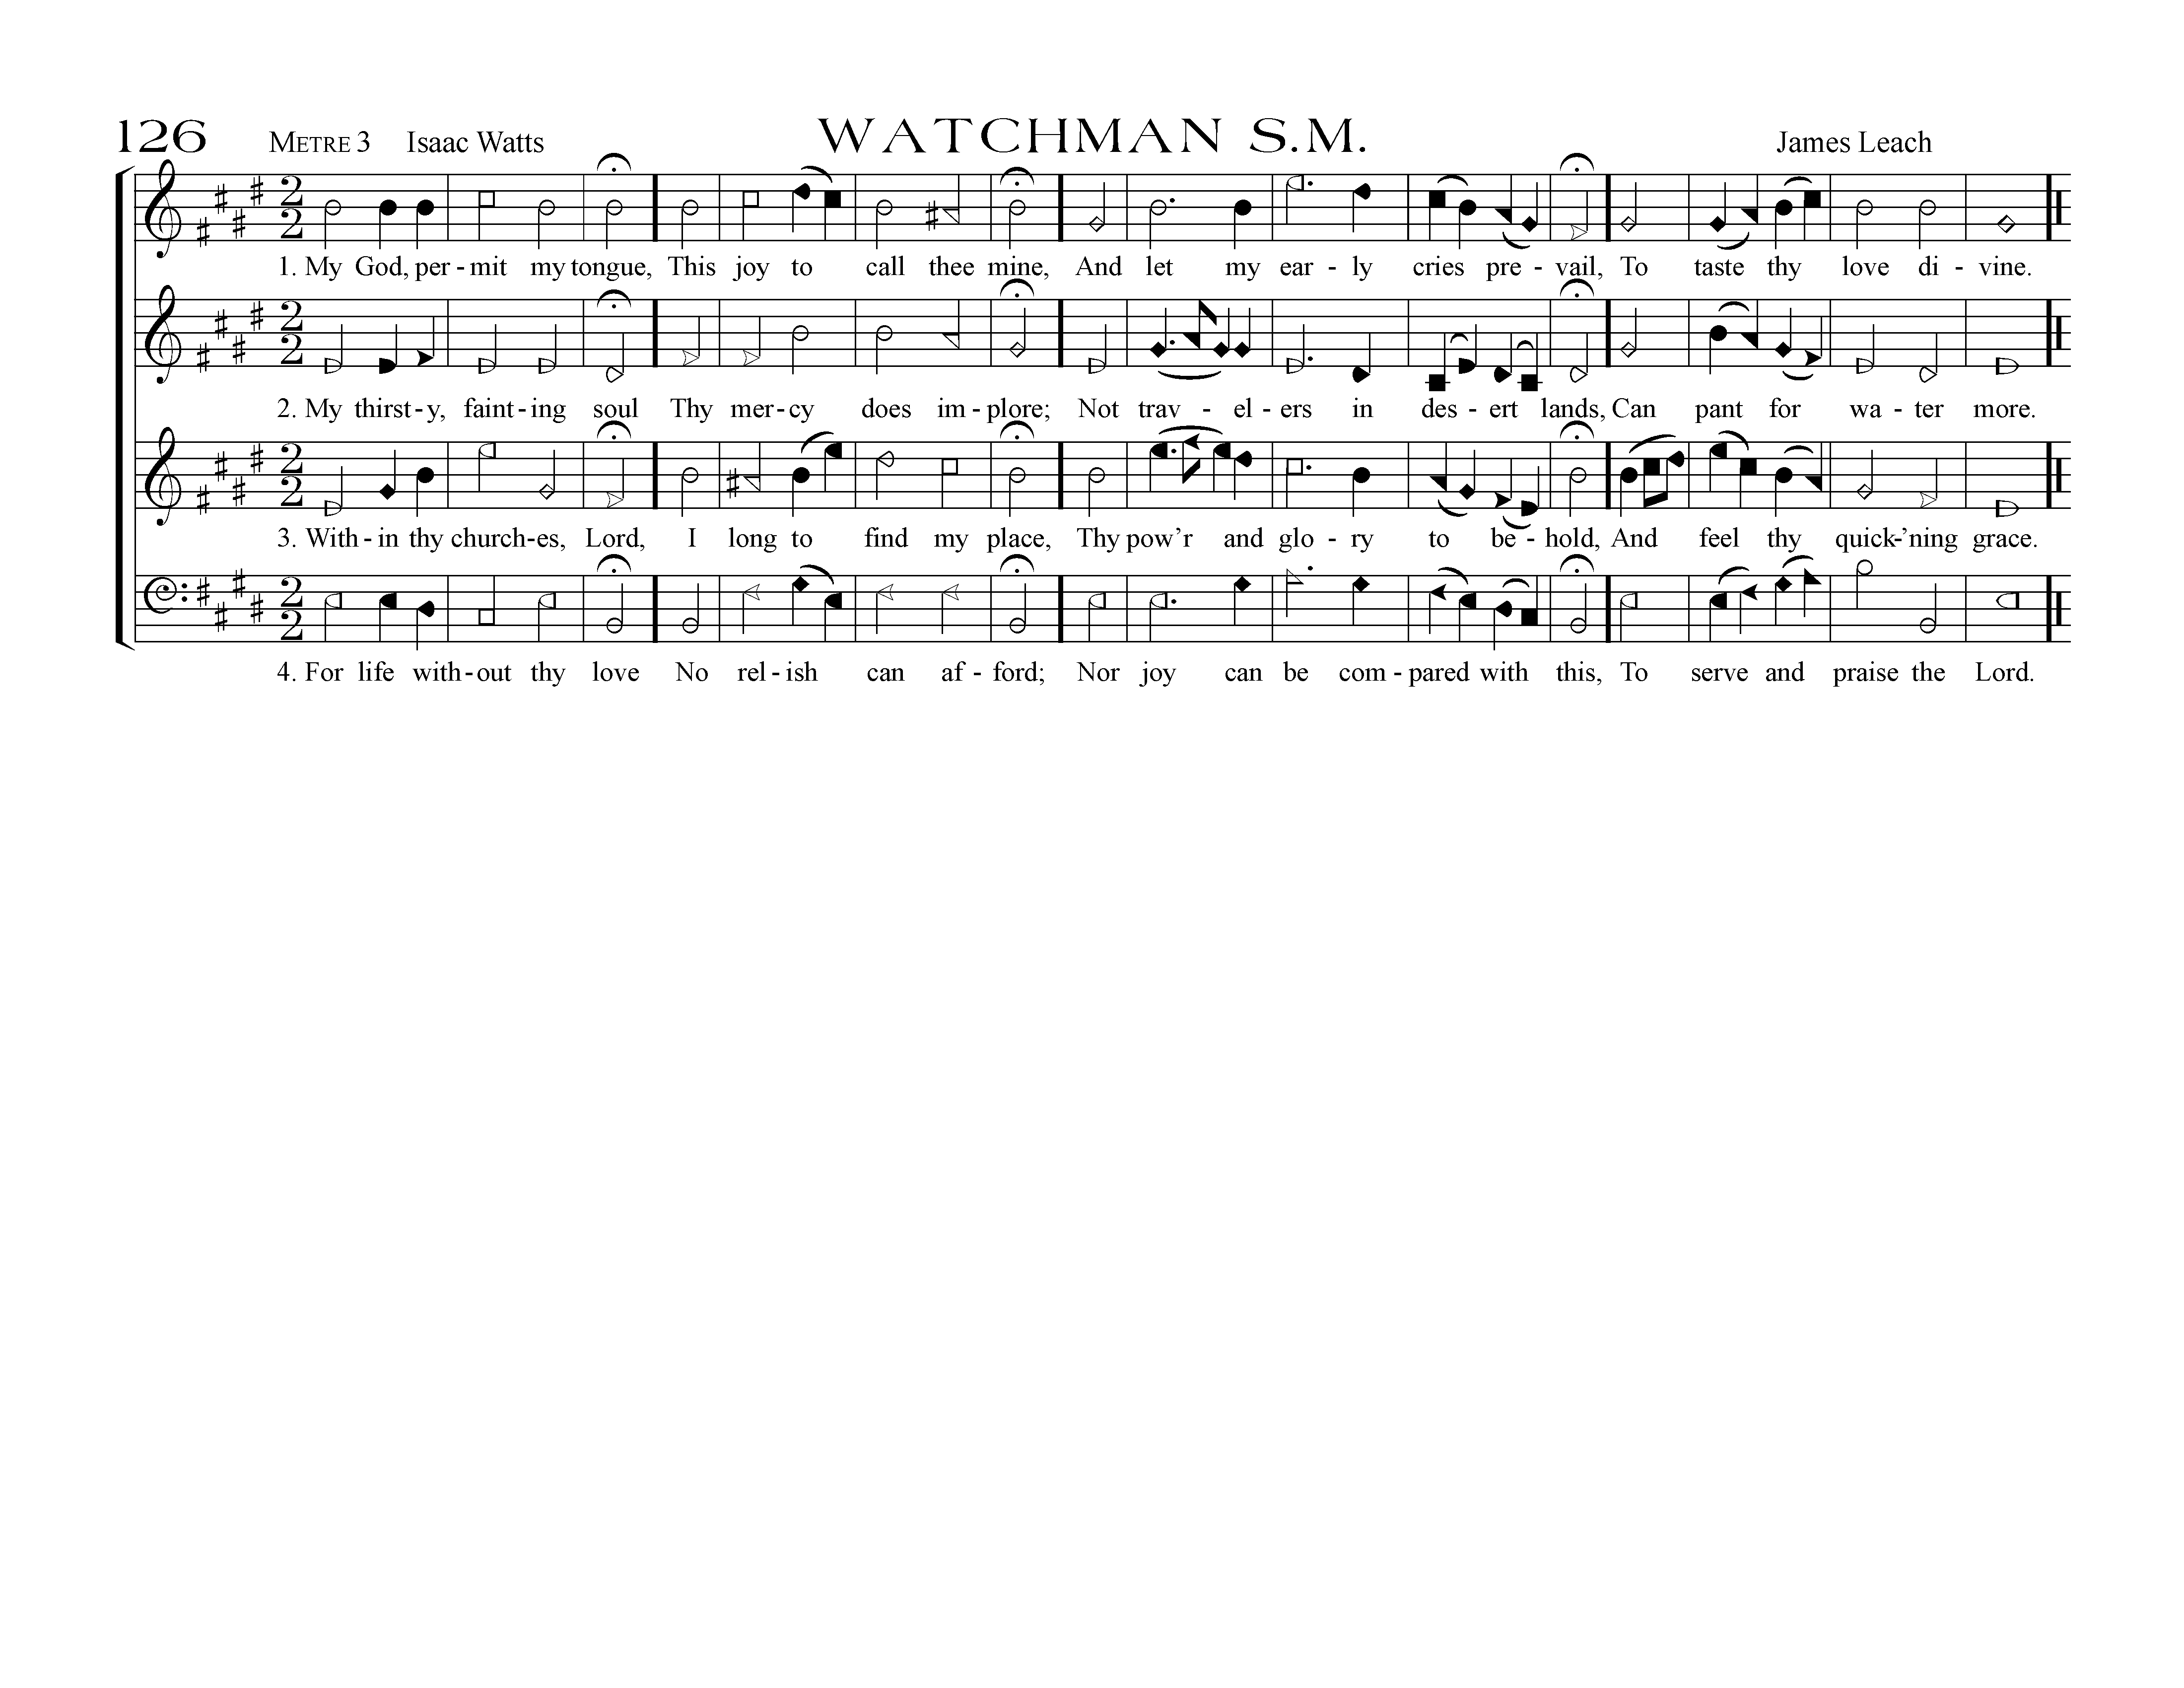 126 METRE 3 Isaac Watts WATCHMAN S.M. James Leach
1. My God, per - mit my tongue, This joy to call thee mine, And let my ear - ly cries pre - vail, To taste thy love di - vine.
2. My thirst - y, faint - ing soul Thy mer - cy does im - plore; Not trav - el - ers in des - ert lands, Can pant for wa - ter more.
3. With - in thy church - es, Lord, I long to find my place, Thy pow’r and glo - ry to be - hold, And feel thy quick - ’ning grace.
4. For life with - out thy love No rel - ish can af - ford; Nor joy can be com - pared with this, To serve and praise the Lord.